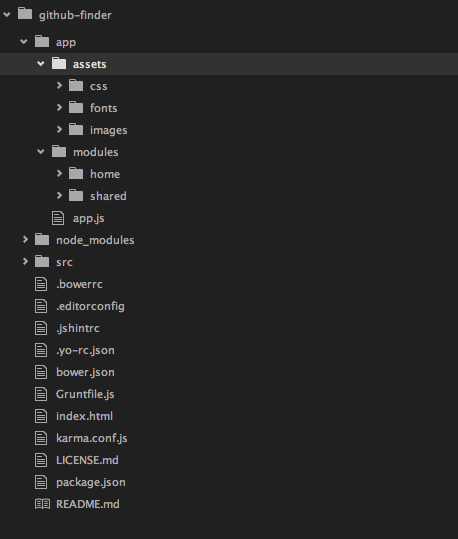 github-finder
app
assets
css
fonts
images
modules
home
shared
app.js
node_modules
src
.bowerrc
.editorconfig
.jshintrc
.yo-rc.json
bower.json
Gruntfile.js
index.html
karma.conf.js
LICENSE.md
package.json
README.md